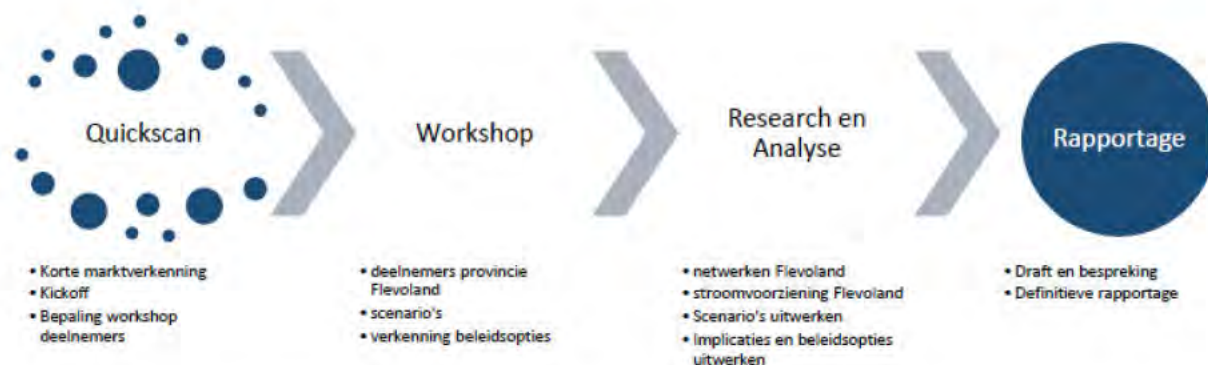 Quickscan
Workshop
Research en
Analyse
Rapportage
• Korte marktverkenning
• Kickoff
• Bepaling workshop
deelnemers
• deelnemers provincie
Flevoland
• scenario's
• verkenning beleidsopties
• netwerken Flevoland
• stroomvoorziening Flevoland
• Scenario's uitwerken
• Implicaties en beleidsopties
uitwerken
• Draft en bespreking
• Definitieve rapportage